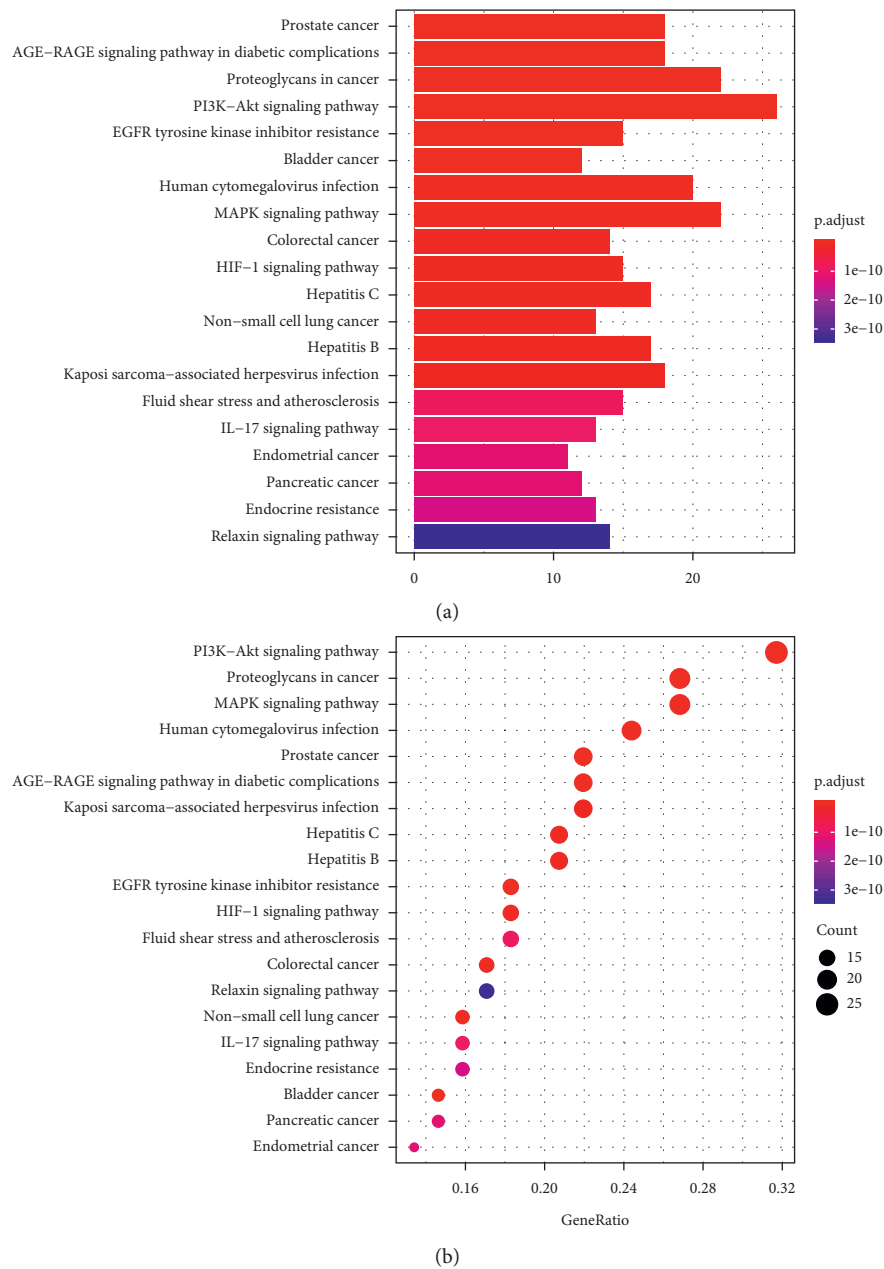 Prostate cancer
AGE−RAGE signaling pathway in diabetic complications
Proteoglycans in cancer
PI3K−Akt signaling pathway
EGFR tyrosine kinase inhibitor resistance
Bladder cancer
Human cytomegalovirus infection
MAPK signaling pathway
Colorectal cancer
HIF−1 signaling pathway
Hepatitis C
Non−small cell lung cancer
Hepatitis B
Kaposi sarcoma−associated herpesvirus infection
Fluid shear stress and atherosclerosis
IL−17 signaling pathway
Endometrial cancer
Pancreatic cancer
Endocrine resistance
Relaxin signaling pathway
0 10 20
p.adjust
1e−10
2e−10
3e−10
(a)
PI3K−Akt signaling pathway
Proteoglycans in cancer
MAPK signaling pathway
Human cytomegalovirus infection
Prostate cancer
AGE−RAGE signaling pathway in diabetic complications
Kaposi sarcoma−associated herpesvirus infection
Hepatitis C
Hepatitis B
EGFR tyrosine kinase inhibitor resistance
HIF−1 signaling pathway
Fluid shear stress and atherosclerosis
Colorectal cancer
Relaxin signaling pathway
Non−small cell lung cancer
IL−17 signaling pathway
Endocrine resistance
Bladder cancer
Pancreatic cancer
Endometrial cancer
0.16 0.20 0.24 0.28 0.32
GeneRatio
p.adjust
1e−10
2e−10
3e−10
Count
15
20
25
(b)